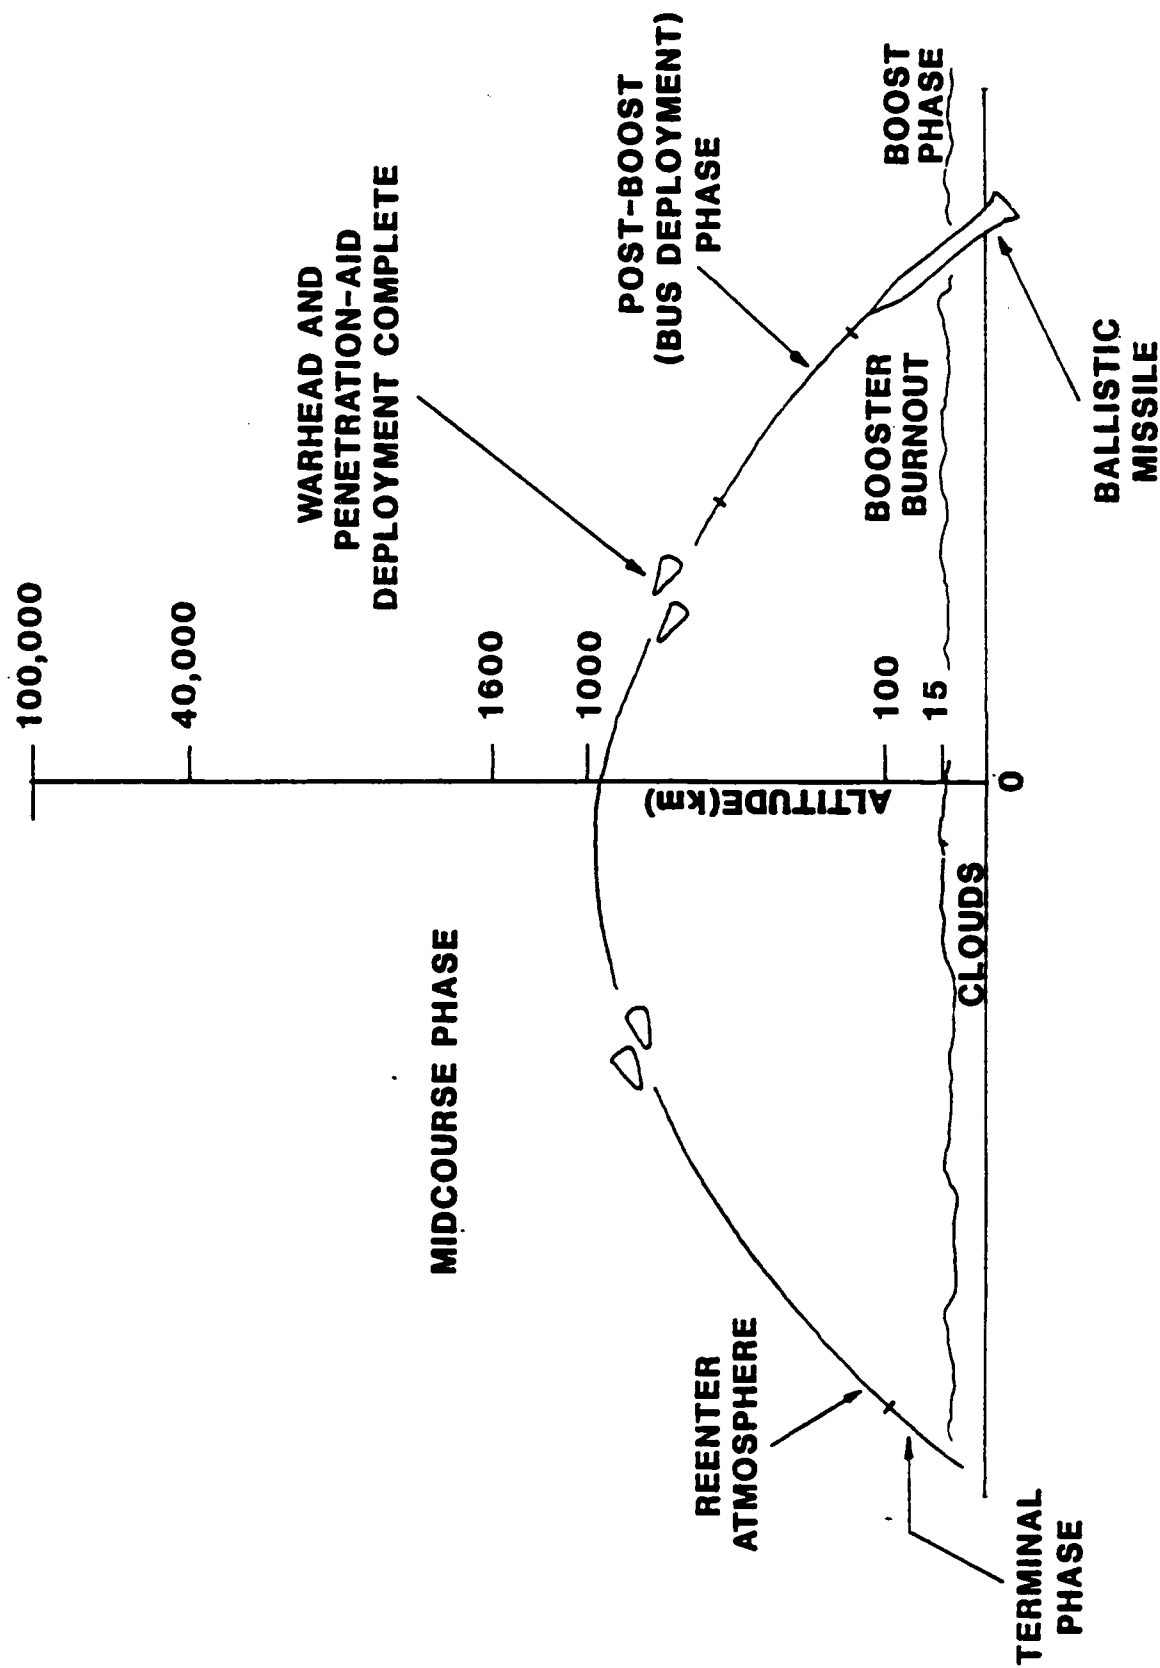 100,000
40,000
1600
1000
100
15
0
ALTITUDE(km)
MIDCOURSE PHASE
WARHEAD AND
PENETRATION-AID
DEPLOYMENT COMPLETE
POST-BOOST
(BUS DEPLOYMENT)
PHASE
REENTER
ATMOSPHERE
BOOSTER
BURNOUT
BOOST
PHASE
CLOUDS
TERMINAL
PHASE
BALLISTIC
MISSILE